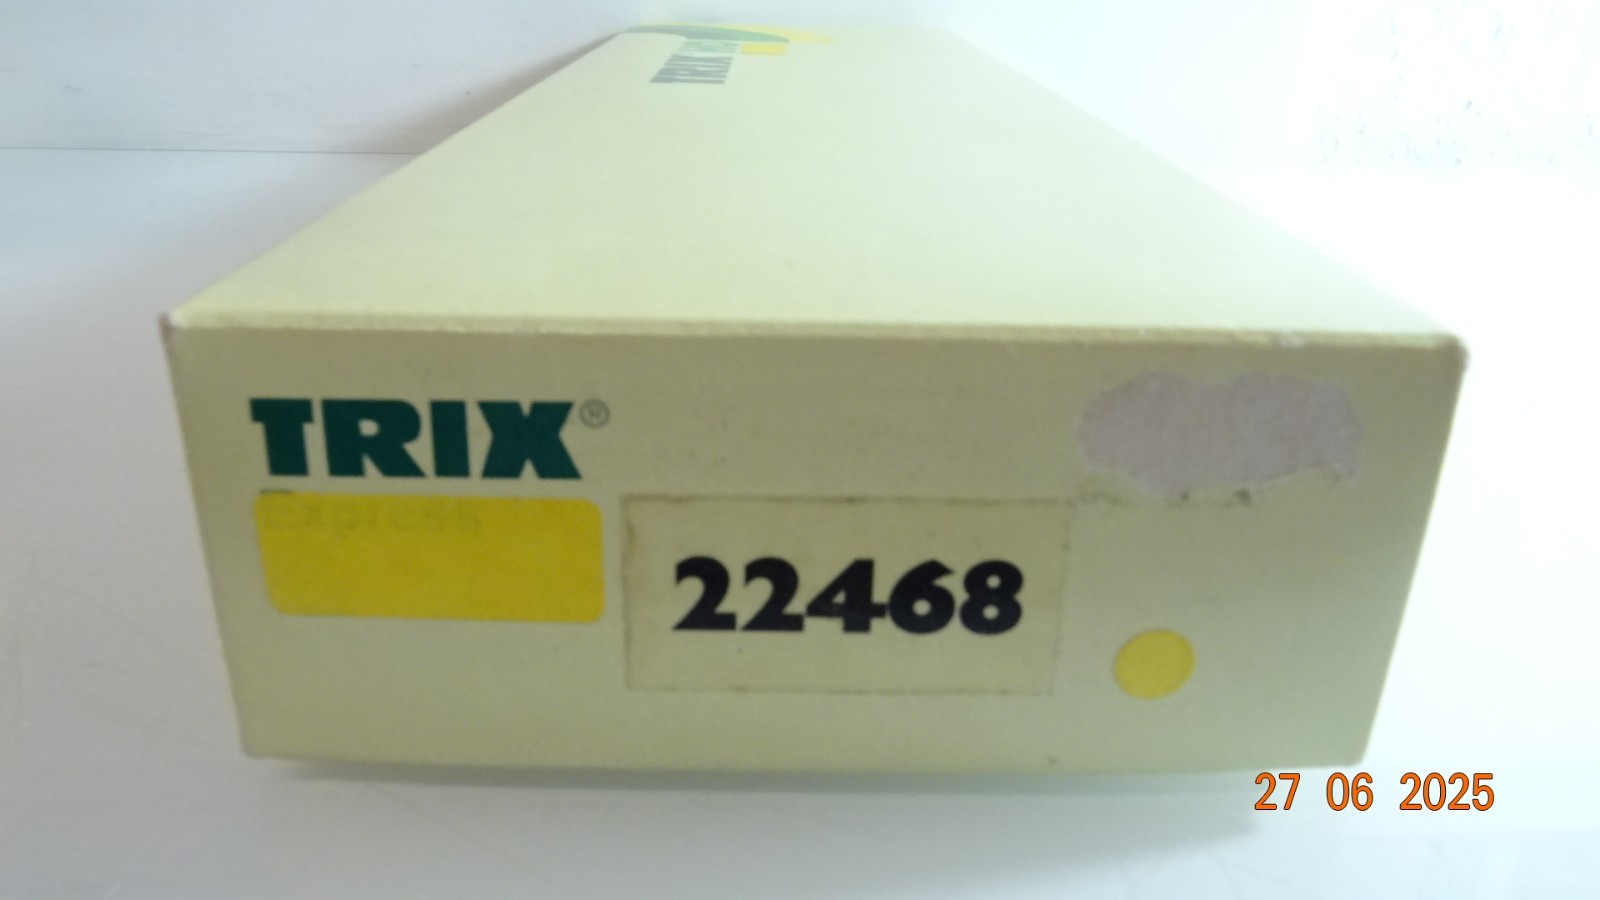 TRIX
TRIX®
Express
22468
27 06 2025